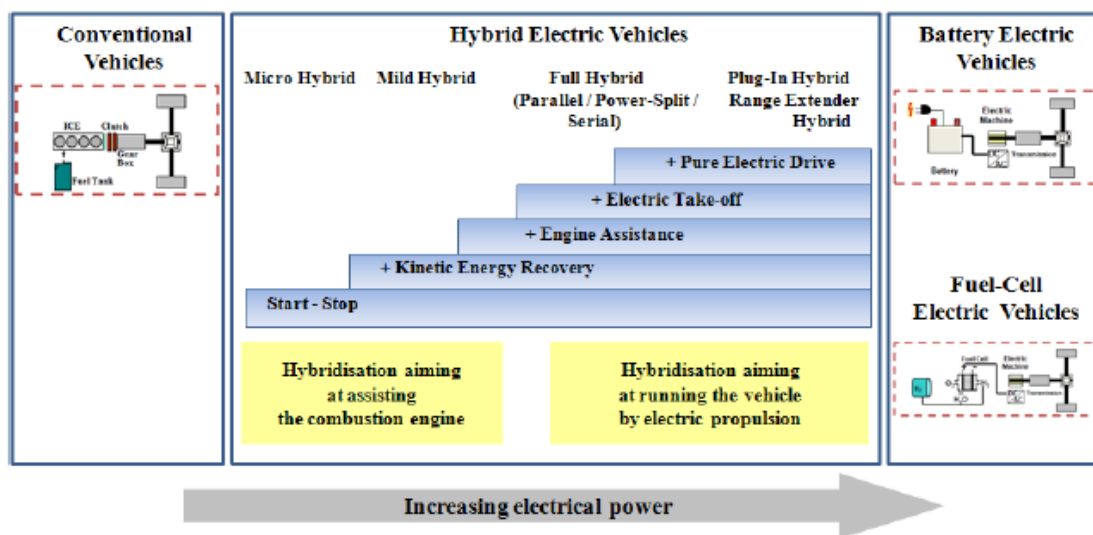 Conventional
Vehicles
ICE Clutch
Gear
Box
Fuel Tank
Hybrid Electric Vehicles
Micro Hybrid Mild Hybrid Full Hybrid Plug-In Hybrid
(Parallel / Power-Split / Range Extender
Serial) Hybrid
+ Pure Electric Drive
+ Electric Take-off
+ Engine Assistance
+ Kinetic Energy Recovery
Start - Stop
Hybridisation aiming
at assisting
the combustion engine
Hybridisation aiming
at running the vehicle
by electric propulsion
Battery Electric
Vehicles
Electric
Machine
Transmission
Battery
Fuel-Cell
Electric Vehicles
Fuel Cell
Electric
Machine
H₂O
Transmission
Increasing electrical power